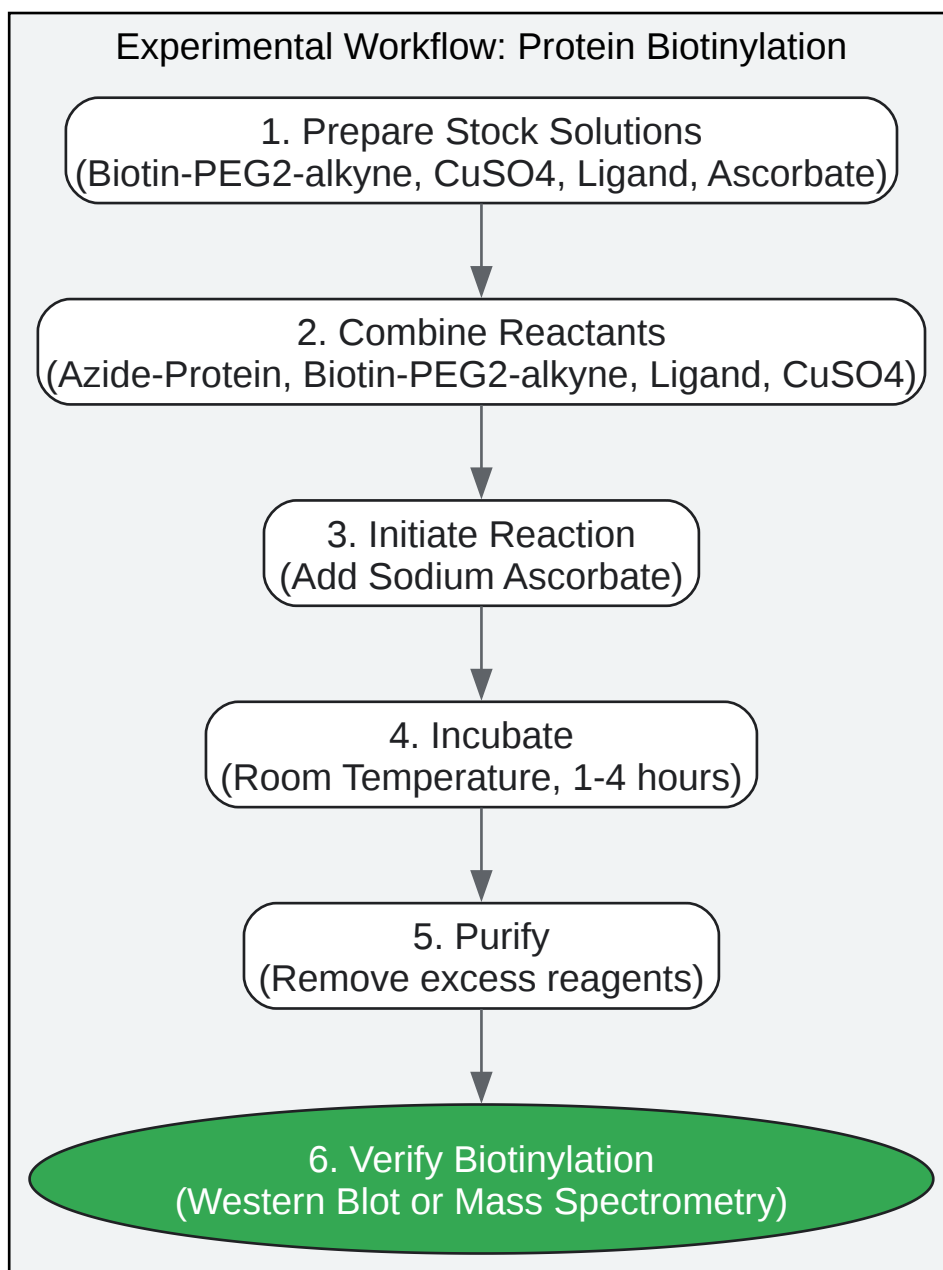 Experimental Workflow: Protein Biotinylation
1. Prepare Stock Solutions
(Biotin-PEG2-alkyne, CuSO4, Ligand, Ascorbate)
2. Combine Reactants
(Azide-Protein, Biotin-PEG2-alkyne, Ligand, CuSO4)
3. Initiate Reaction
(Add Sodium Ascorbate)
4. Incubate
(Room Temperature, 1-4 hours)
5. Purify
(Remove excess reagents)
6. Verify Biotinylation
(Western Blot or Mass Spectrometry)